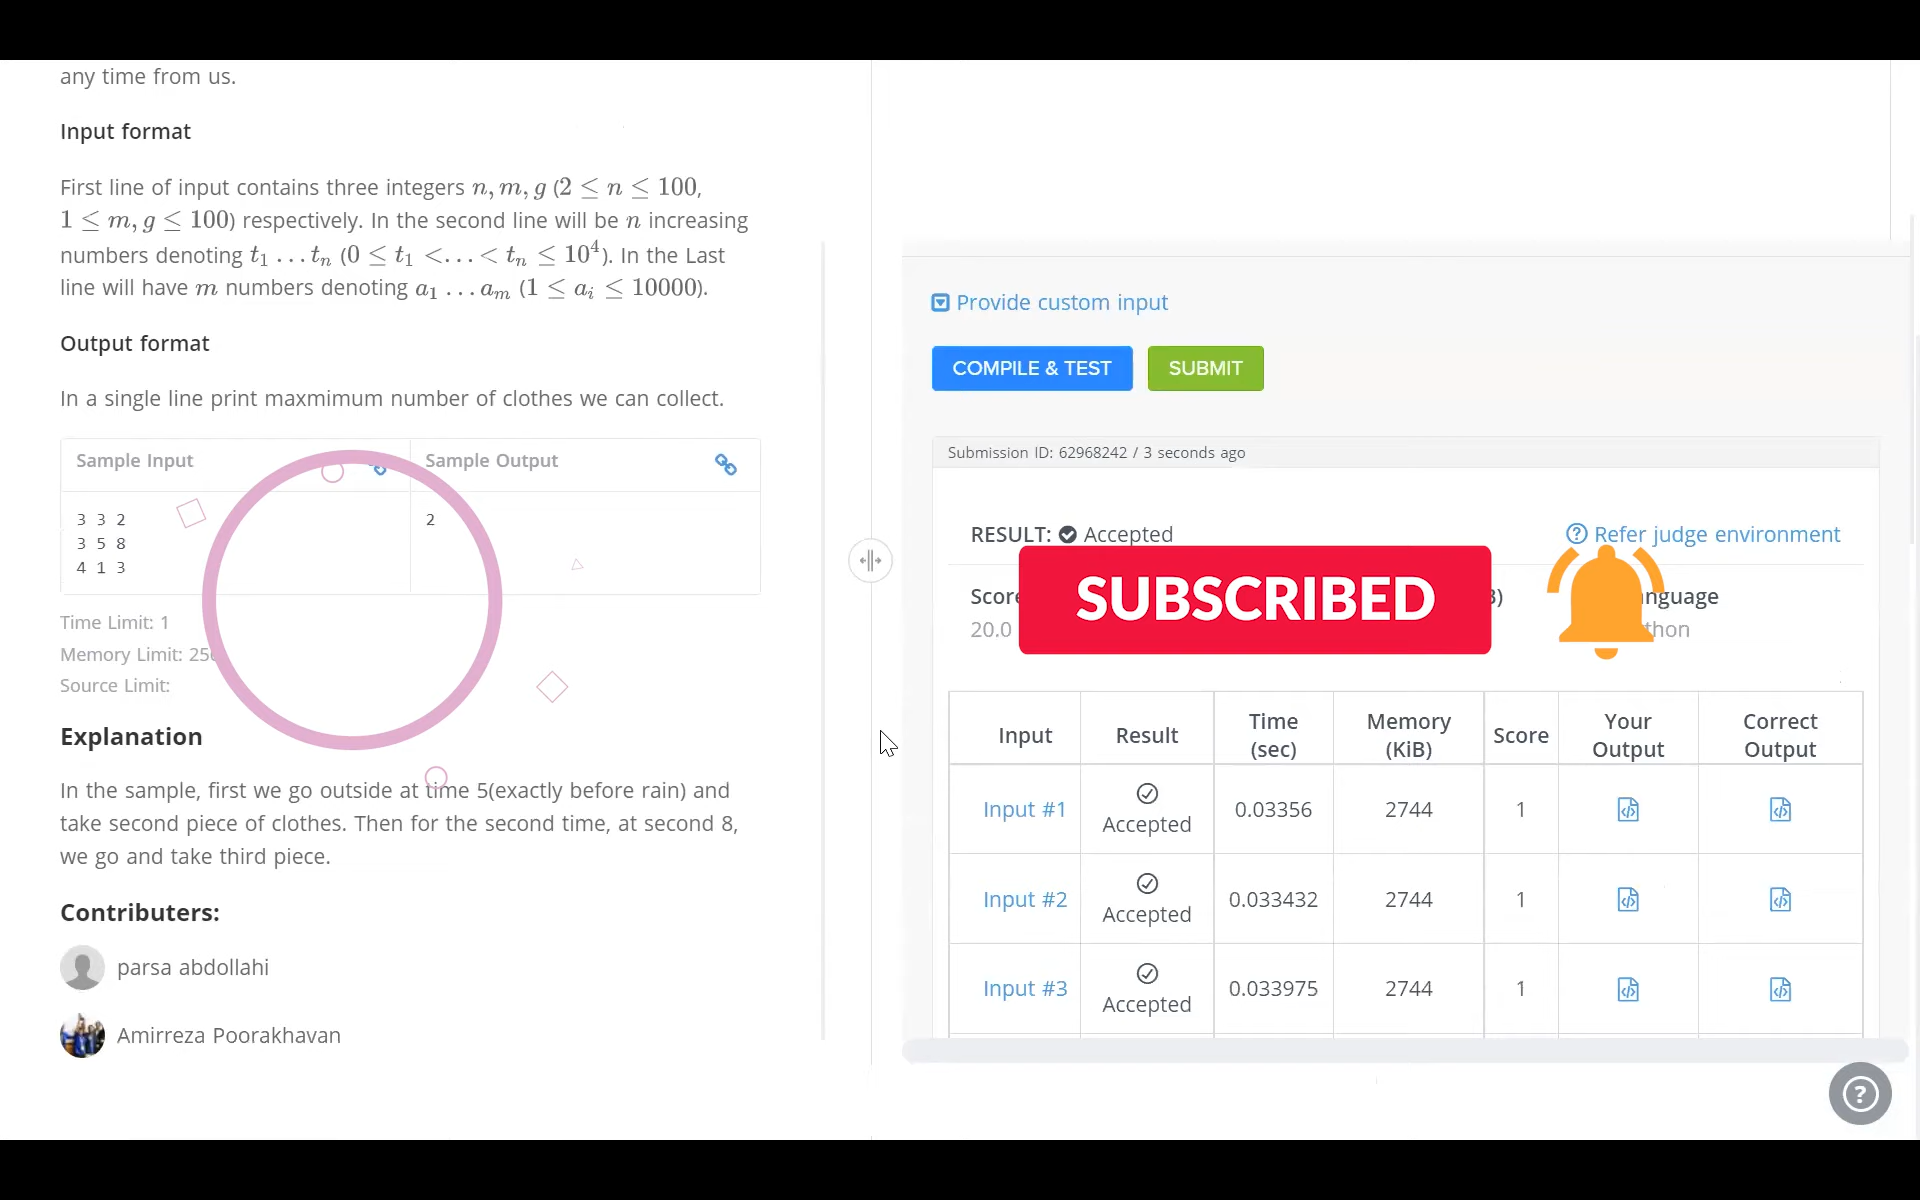 any time from us.
Input format
First line of input contains three integers n, m, g (2 ≤ n ≤ 100,
1 ≤ m, g ≤ 100) respectively. In the second line will be n increasing
numbers denoting t₁ … tₙ (0 ≤ t₁ <…< tₙ ≤ 10⁴). In the Last
line will have m numbers denoting a₁ … aₘ (1 ≤ aᵢ ≤ 10000).
Output format
In a single line print maxmimum number of clothes we can collect.
Sample Input
Sample Output
3 3 2
3 5 8
4 1 3
2
Time Limit: 1
Memory Limit: 25
Source Limit:
Explanation
In the sample, first we go outside at time 5(exactly before rain) and
take second piece of clothes. Then for the second time, at second 8,
we go and take third piece.
Contributers:
parsa abdollahi
Amirreza Poorakhavan
Provide custom input
COMPILE & TEST
SUBMIT
Submission ID: 62968242 / 3 seconds ago
RESULT: Accepted
Refer judge environment
Score
20.0
SUBSCRIBED
nguage
thon
Input Result Time (sec) Memory (KiB) Score Your Output Correct Output
Input #1 Accepted 0.03356 2744 1
Input #2 Accepted 0.033432 2744 1
Input #3 Accepted 0.033975 2744 1
?